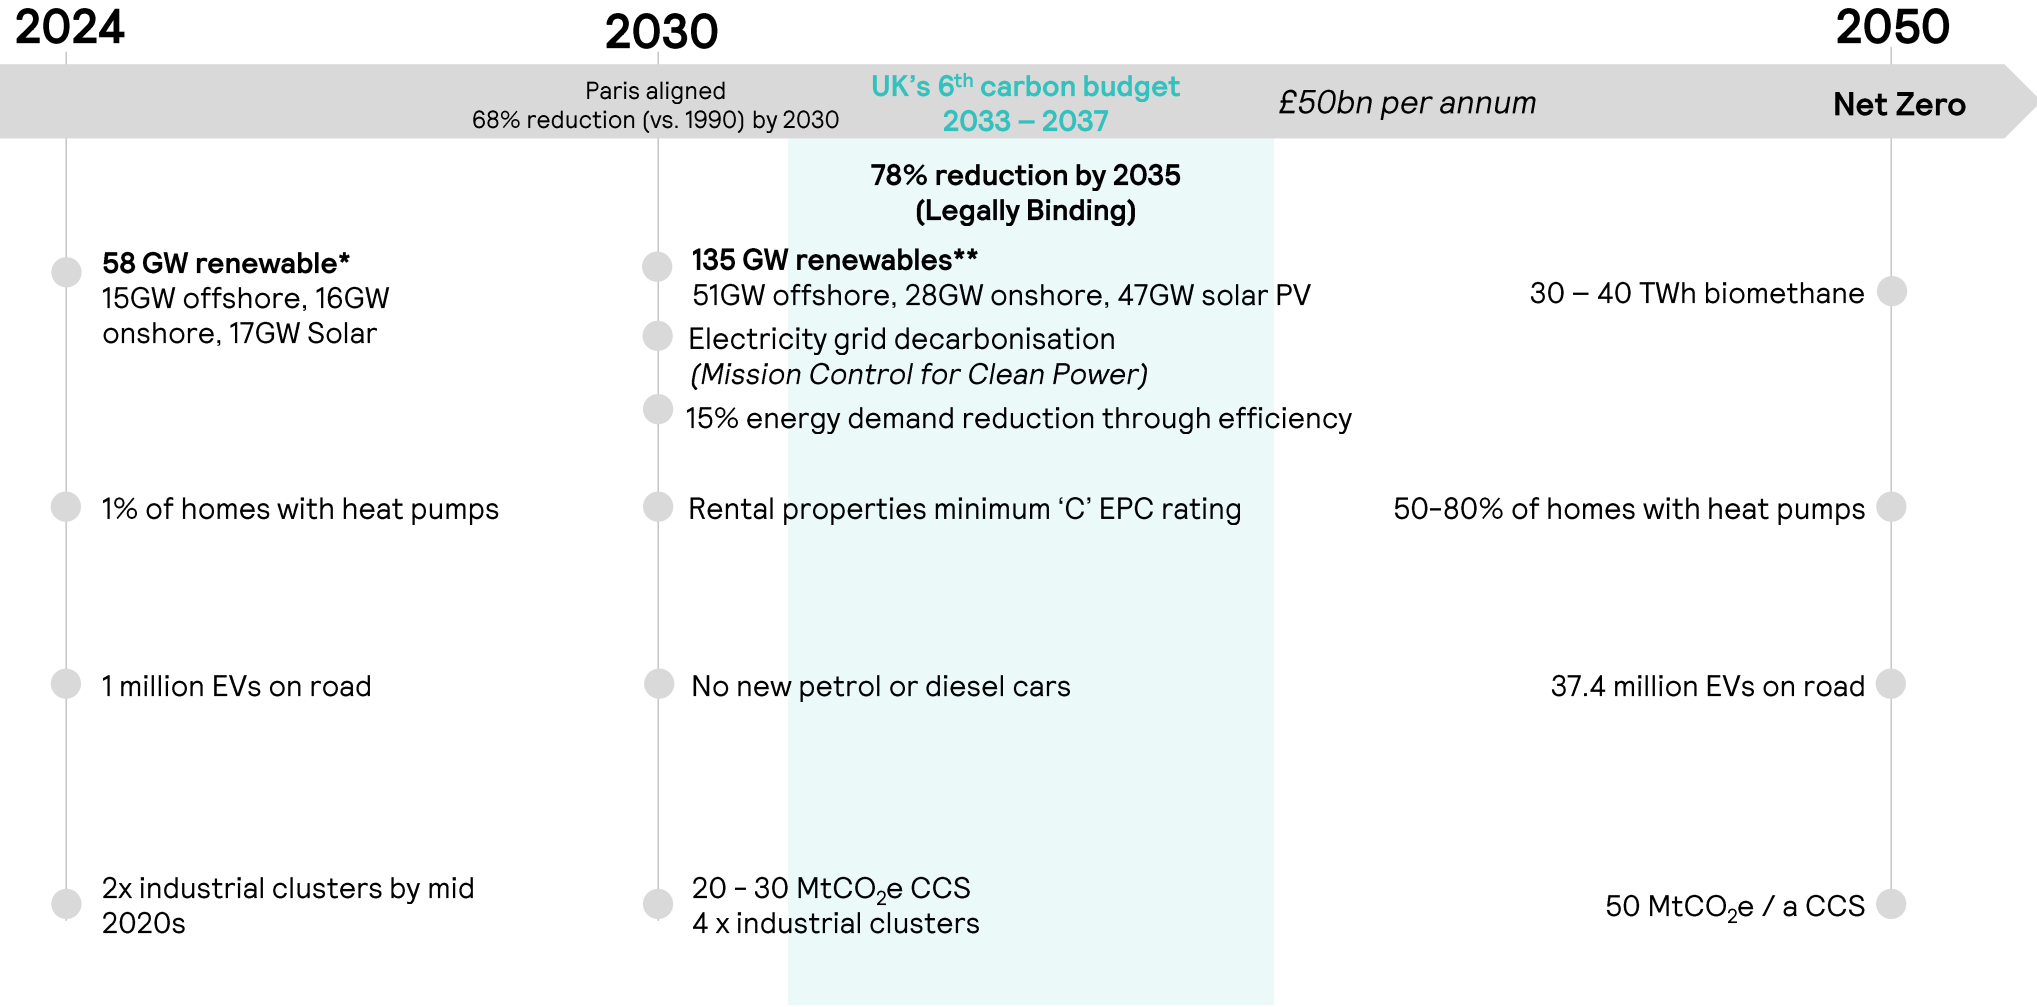 2024
2030
2050
Paris aligned
68% reduction (vs. 1990) by 2030
UK’s 6th carbon budget
2033 – 2037
£50bn per annum
Net Zero
78% reduction by 2035
(Legally Binding)
58 GW renewable*
15GW offshore, 16GW
onshore, 17GW Solar
135 GW renewables**
51GW offshore, 28GW onshore, 47GW solar PV
Electricity grid decarbonisation
(Mission Control for Clean Power)
15% energy demand reduction through efficiency
30 – 40 TWh biomethane
1% of homes with heat pumps
Rental properties minimum ‘C’ EPC rating
50-80% of homes with heat pumps
1 million EVs on road
No new petrol or diesel cars
37.4 million EVs on road
2x industrial clusters by mid
2020s
20 - 30 MtCO₂e CCS
4 x industrial clusters
50 MtCO₂e / a CCS